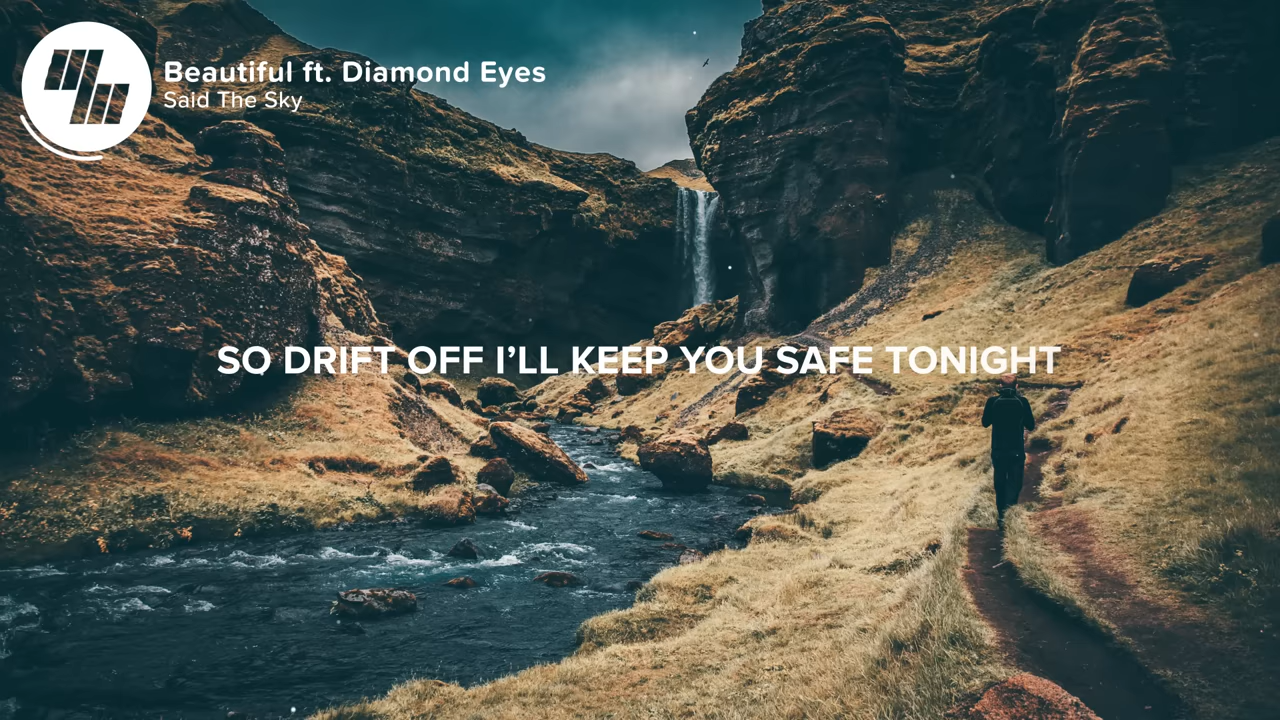 Beautiful ft. Diamond Eyes
Said The Sky
SO DRIFT OFF I’LL KEEP YOU SAFE TONIGHT